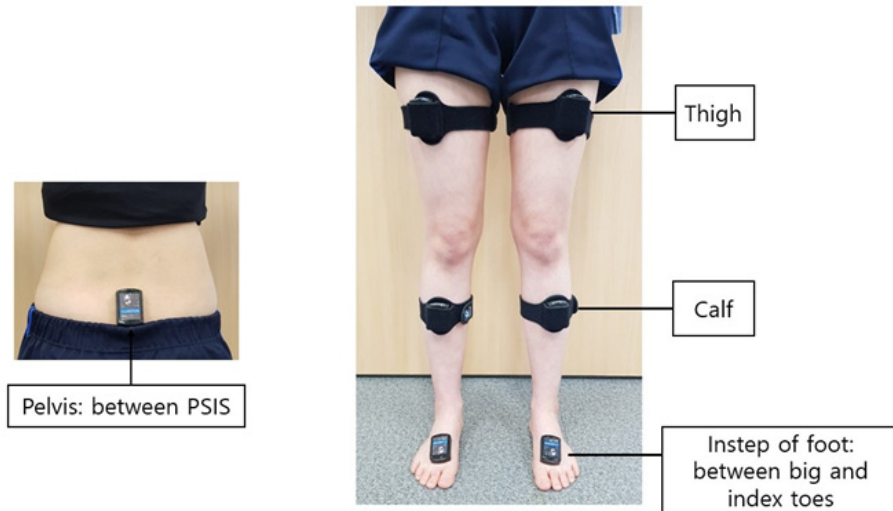 Thigh
Calf
Pelvis: between PSIS
Instep of foot:
between big and
index toes